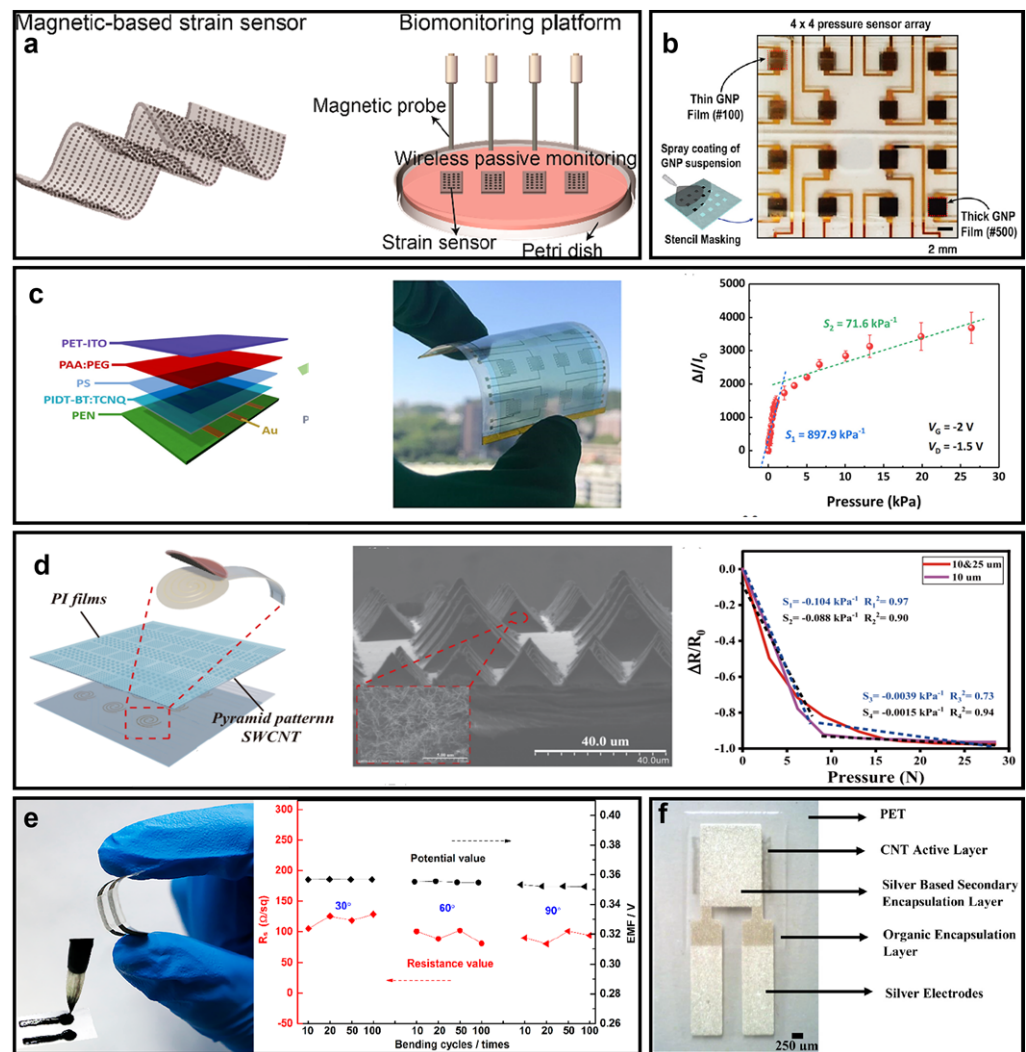 Magnetic-based strain sensor
Biomonitoring platform
a
Magnetic probe
Wireless passive monitoring
Strain sensor
Petri dish
b
4 x 4 pressure sensor array
Thin GNP
Film (#100)
Spray coating of
GNP suspension
Stencil Masking
Thick GNP
Film (#500)
2 mm
c
PET-ITO
PAA:PEG
PS
PIDT-BT:TCNQ
PEN
Au
P
ΔI/I0
5000
4000
3000
2000
1000
0
S2 = 71.6 kPa-1
S1 = 897.9 kPa-1
VG = -2 V
VD = -1.5 V
0 5 10 15 20 25 30
Pressure (kPa)
d
PI films
Pyramid patternn
SWCNT
40.0 um
40.0um
ΔR/R0
0.0
-0.2
-0.4
-0.6
-0.8
-1.0
10&25 um
10 um
S1= -0.104 kPa-1 R1²= 0.97
S2= -0.088 kPa-1 R2²= 0.90
S3= -0.0039 kPa-1 R3²= 0.73
S4= -0.0015 kPa-1 R4²= 0.94
0 5 10 15 20 25 30
Pressure (N)
e
Rs (Ω/sq)
300
250
200
150
100
50
0
-50
Potential value
30°
60°
90°
Resistance value
EMF / V
0.40
0.38
0.36
0.34
0.32
0.30
0.28
0.26
10 20 50 100 10 20 50 100 10 20 50 100
Bending cycles / times
f
PET
CNT Active Layer
Silver Based Secondary
Encapsulation Layer
Organic Encapsulation
Layer
Silver Electrodes
250 um